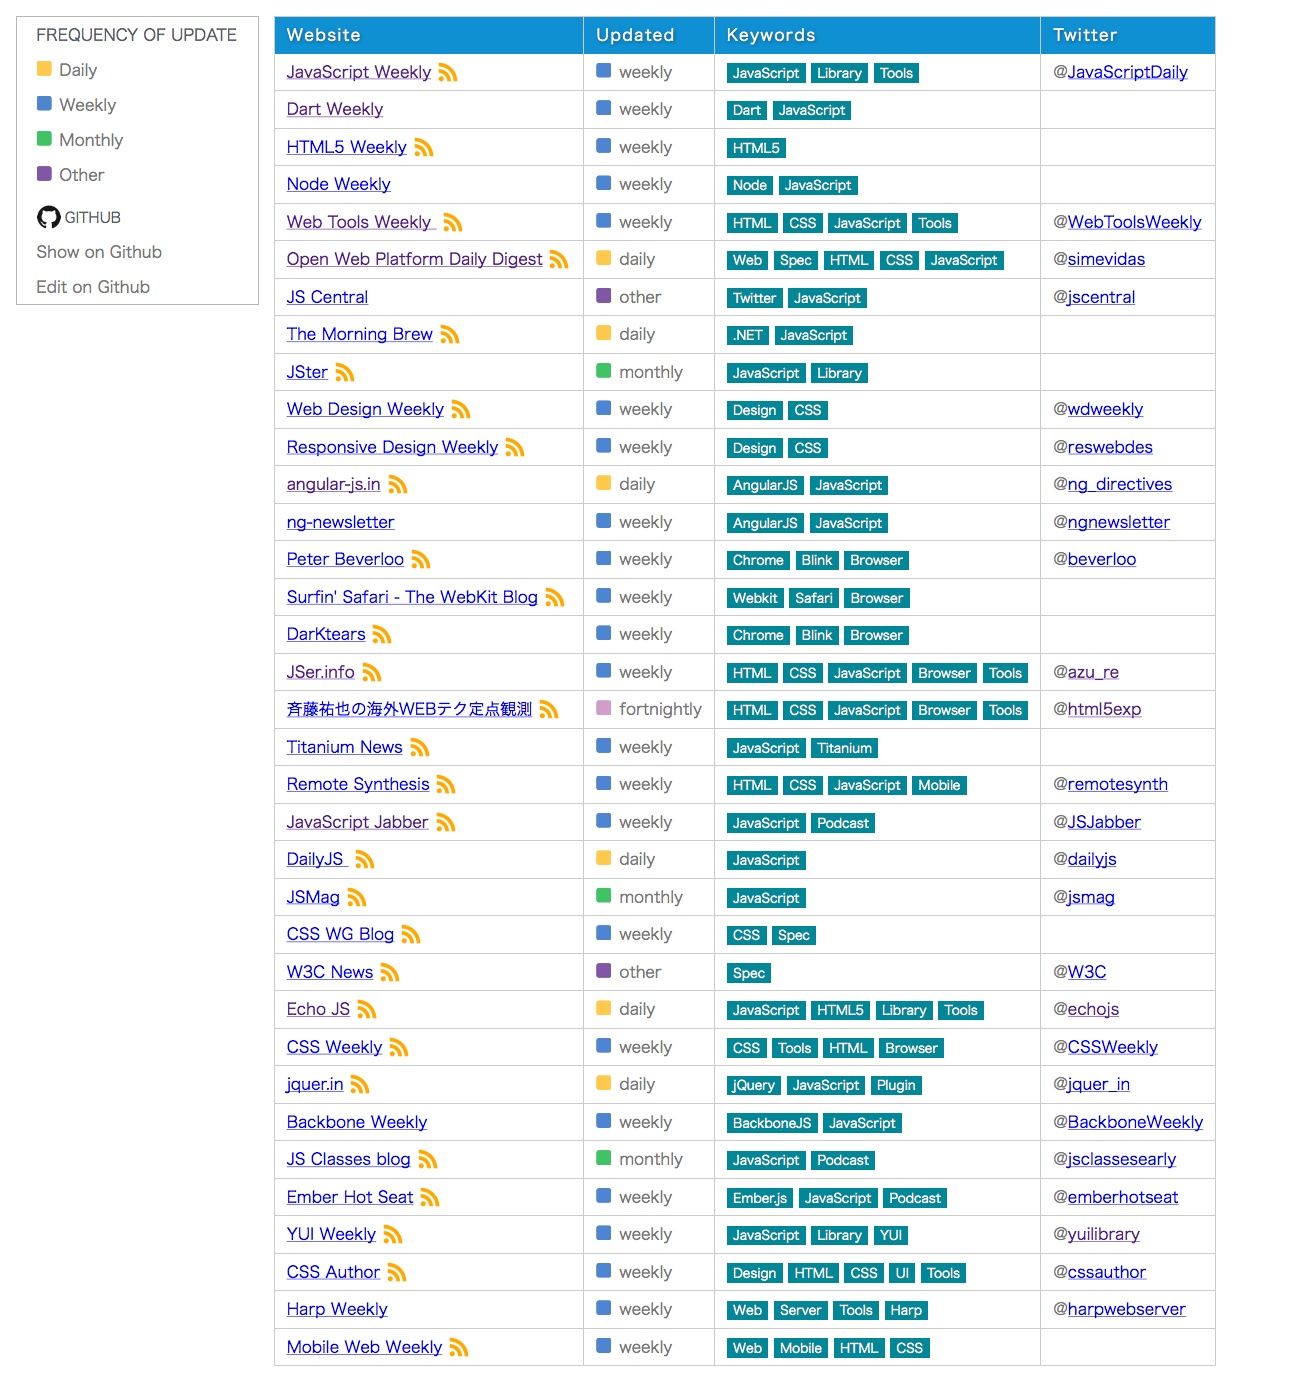 FREQUENCY OF UPDATE
Daily
Weekly
Monthly
Other
GITHUB
Show on Github
Edit on Github
Website Updated Keywords Twitter
JavaScript Weekly weekly JavaScript Library Tools @JavaScriptDaily
Dart Weekly weekly Dart JavaScript
HTML5 Weekly weekly HTML5
Node Weekly weekly Node JavaScript
Web Tools Weekly weekly HTML CSS JavaScript Tools @WebToolsWeekly
Open Web Platform Daily Digest daily Web Spec HTML CSS JavaScript @simevidas
JS Central other Twitter JavaScript @jscentral
The Morning Brew daily .NET JavaScript
JSter monthly JavaScript Library
Web Design Weekly weekly Design CSS @wdweekly
Responsive Design Weekly weekly Design CSS @reswebdes
angular-js.in daily AngularJS JavaScript @ng_directives
ng-newsletter weekly AngularJS JavaScript @ngnewsletter
Peter Beverloo weekly Chrome Blink Browser @beverloo
Surfin' Safari - The WebKit Blog weekly Webkit Safari Browser
DarKtears weekly Chrome Blink Browser
JSer.info weekly HTML CSS JavaScript Browser Tools @azu_re
斉藤祐也の海外WEBテク定点観測 fortnightly HTML CSS JavaScript Browser Tools @html5exp
Titanium News weekly JavaScript Titanium
Remote Synthesis weekly HTML CSS JavaScript Mobile @remotesynth
JavaScript Jabber weekly JavaScript Podcast @JSJabber
DailyJS daily JavaScript @dailyjs
JSMag monthly JavaScript @jsmag
CSS WG Blog weekly CSS Spec
W3C News other Spec @W3C
Echo JS daily JavaScript HTML5 Library Tools @echojs
CSS Weekly weekly CSS Tools HTML Browser @CSSWeekly
jquer.in daily jQuery JavaScript Plugin @jquer_in
Backbone Weekly weekly BackboneJS JavaScript @BackboneWeekly
JS Classes blog monthly JavaScript Podcast @jsclassesearly
Ember Hot Seat weekly Ember.js JavaScript Podcast @emberhotseat
YUI Weekly weekly JavaScript Library YUI @yuilibrary
CSS Author weekly Design HTML CSS UI Tools @cssauthor
Harp Weekly weekly Web Server Tools Harp @harpwebserver
Mobile Web Weekly weekly Web Mobile HTML CSS